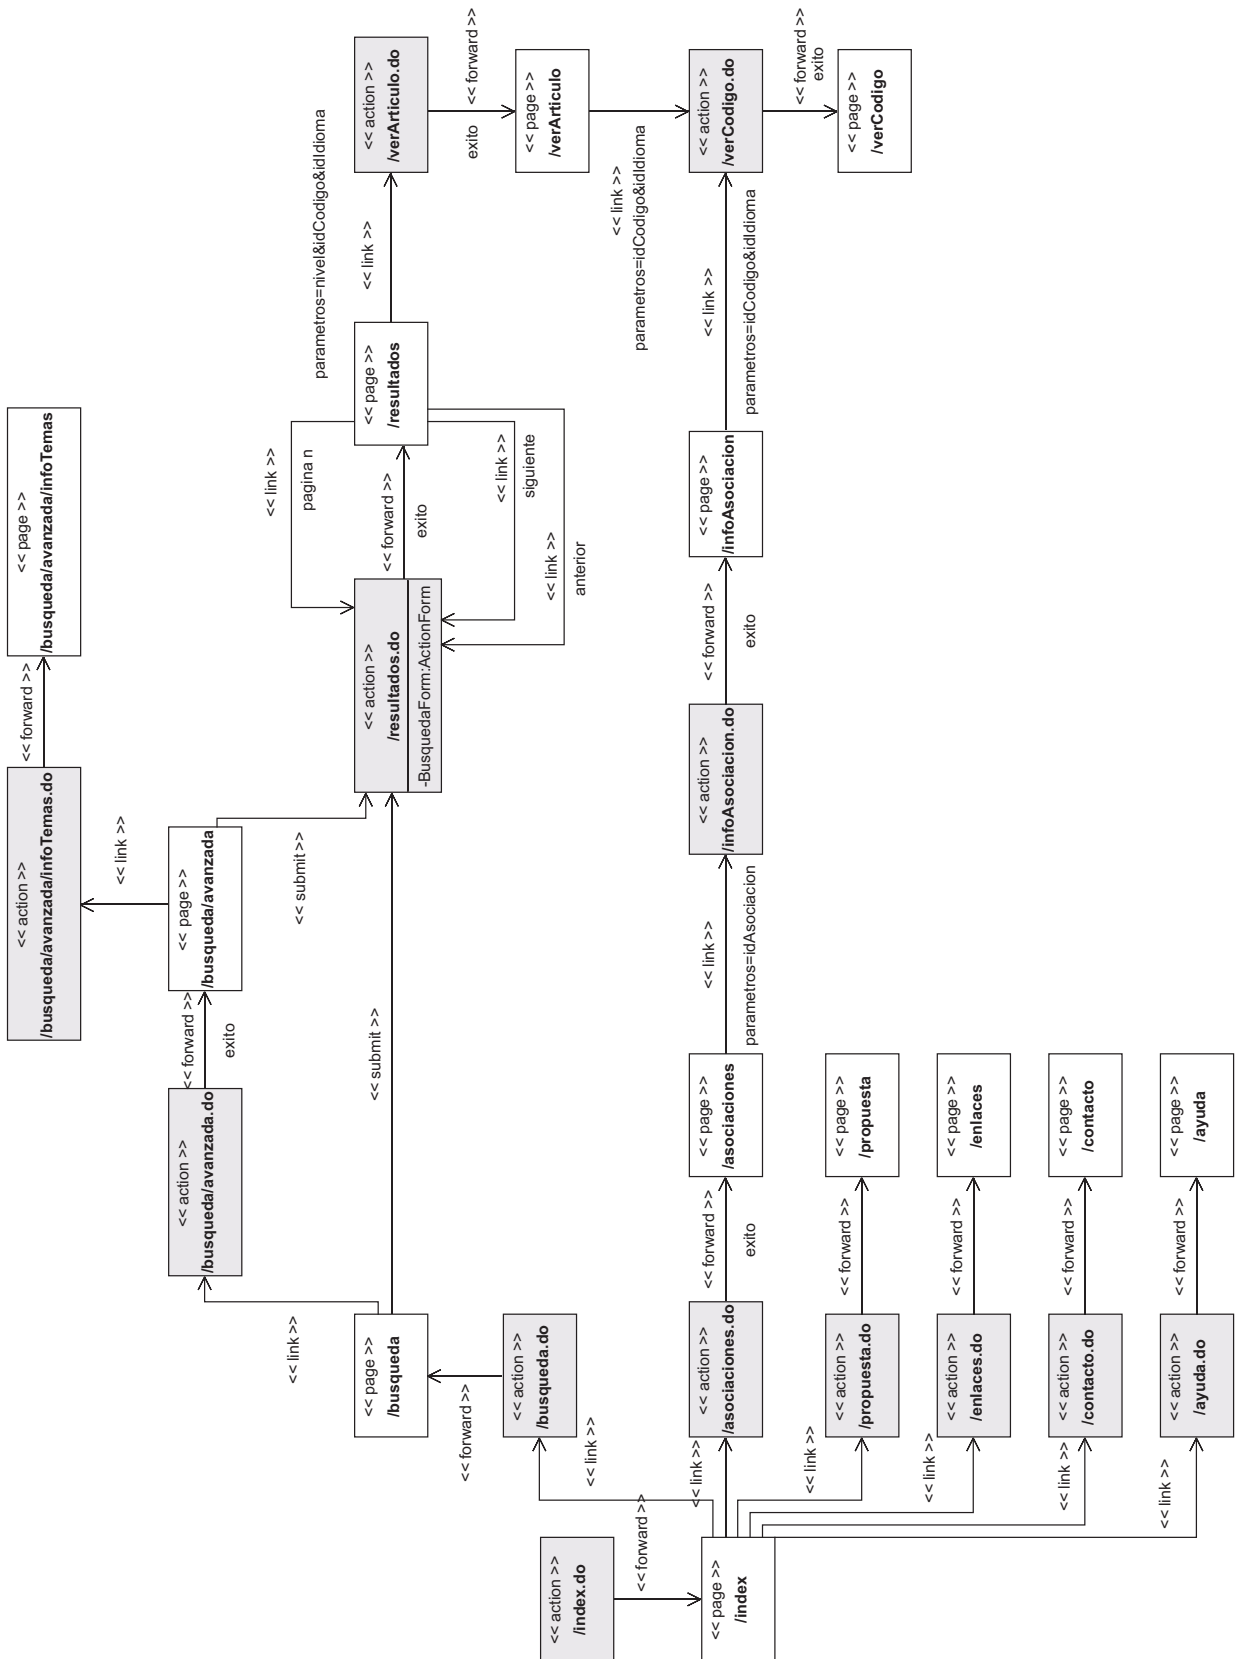 << action >>
/index.do
<< forward >>
<< page >>
/index
<< link >>
<< action >>
/busqueda.do
<< forward >>
<< page >>
/busqueda
<< link >>
<< action >>
/busqueda/avanzada.do
<< forward >>
exito
<< page >>
/busqueda/avanzada
<< link >>
<< action >>
/busqueda/avanzada/infoTemas.do
<< forward >>
<< page >>
/busqueda/avanzada/infoTemas
<< submit >>
<< submit >>
<< action >>
/resultados.do
-BusquedaForm:ActionForm
<< forward >>
exito
<< page >>
/resultados
<< link >>
pagina n
<< link >>
siguiente
<< link >>
anterior
<< link >>
parametros=nivel&idCodigo&idIdioma
<< action >>
/verArticulo.do
<< forward >>
exito
<< page >>
/verArticulo
<< link >>
parametros=idCodigo&idIdioma
<< link >>
<< action >>
/asociaciones.do
<< forward >>
exito
<< page >>
/asociaciones
<< link >>
parametros=idAsociacion
<< action >>
/infoAsociacion.do
<< forward >>
exito
<< page >>
/infoAsociacion
<< link >>
parametros=idCodigo&idIdioma
<< action >>
/verCodigo.do
<< forward >>
exito
<< page >>
/verCodigo
<< link >>
<< action >>
/propuesta.do
<< forward >>
<< page >>
/propuesta
<< link >>
<< action >>
/enlaces.do
<< forward >>
<< page >>
/enlaces
<< link >>
<< action >>
/contacto.do
<< forward >>
<< page >>
/contacto
<< link >>
<< action >>
/ayuda.do
<< forward >>
<< page >>
/ayuda